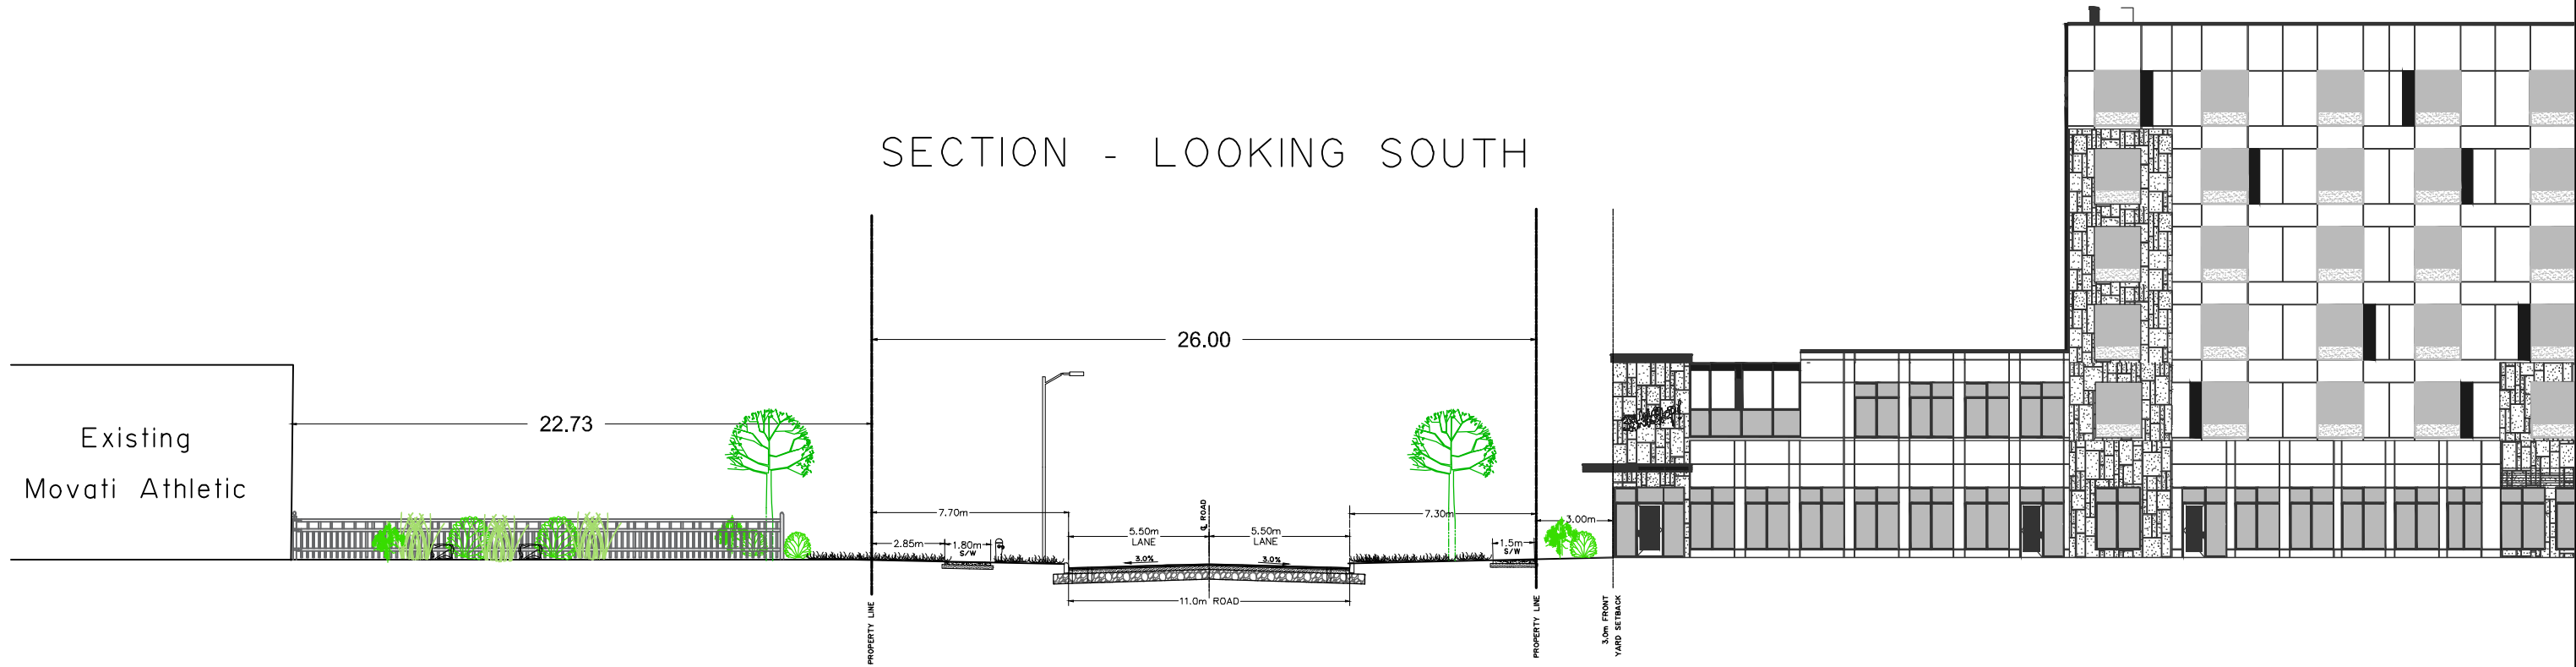 SECTION - LOOKING SOUTH
26.00
22.73
Existing
Movati Athletic
7.70m
7.30m
3.00m
℄ ROAD
5.50m
LANE
5.50m
LANE
2.85m
1.80m
S/W
1.5m
S/W
3.0%
3.0%
11.0m ROAD
PROPERTY LINE
PROPERTY LINE
3.0m FRONT
YARD SETBACK